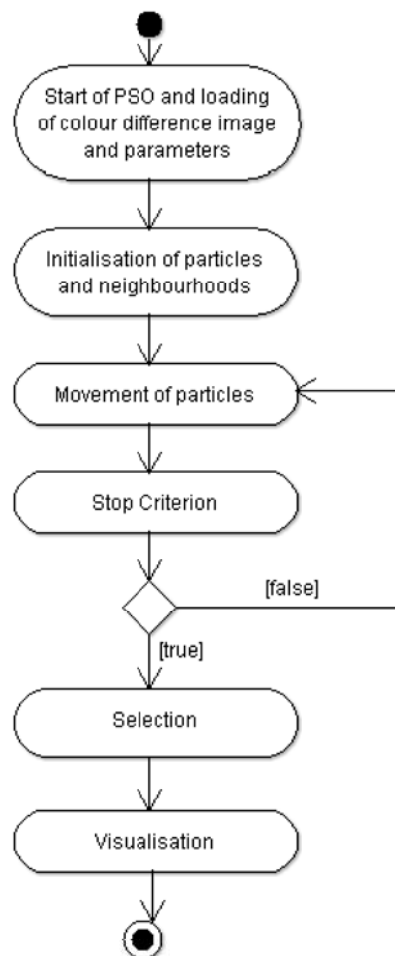 Start of PSO and loading
of colour difference image
and parameters
Initialisation of particles
and neighbourhoods
Movement of particles
Stop Criterion
[false]
[true]
Selection
Visualisation